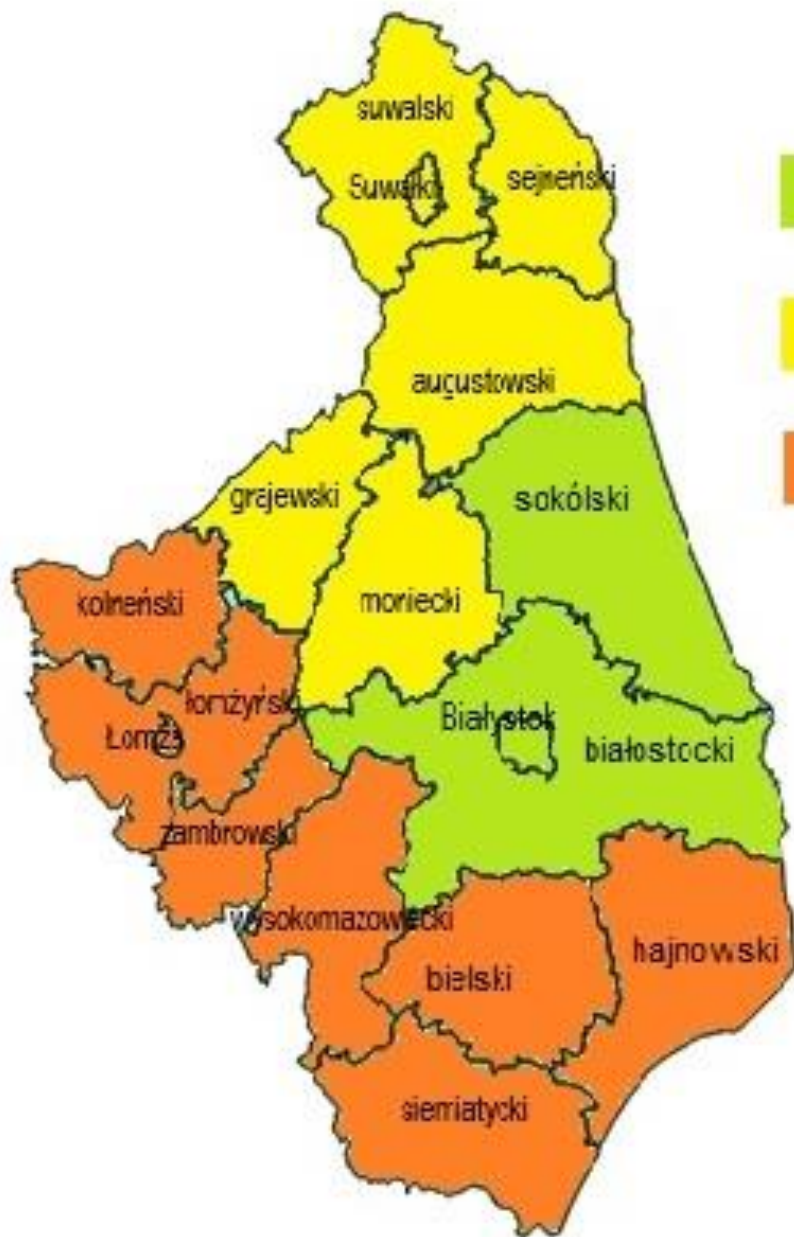 suwalski
Suwałki
sejneński
augustowski
grajewski
sokólski
kolneński
moniecki
łomżyński
Łomża
Białystok
białostocki
zambrowski
wysokomazowiecki
bielski
hajnowski
siemiatycki